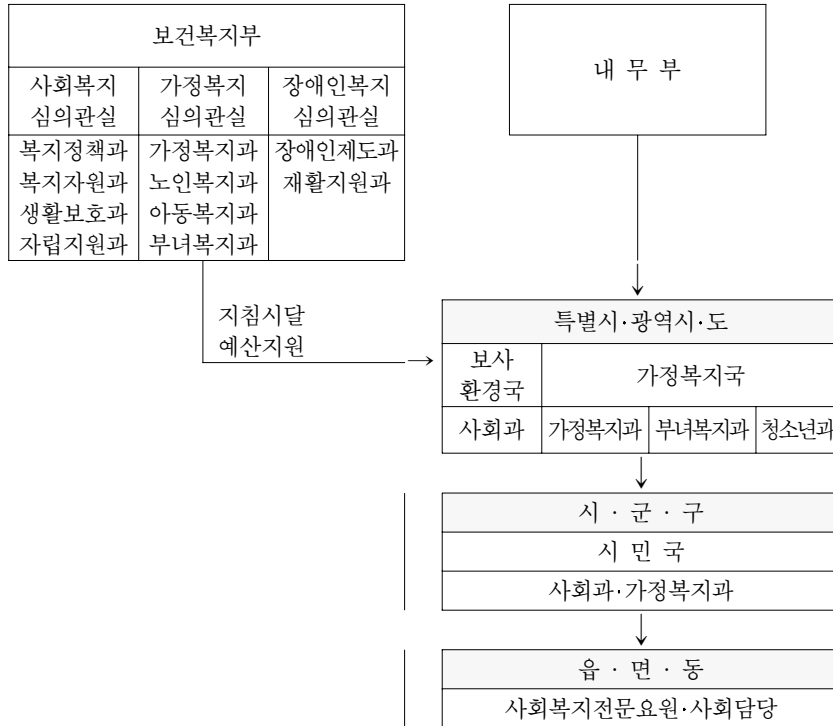 보건복지부
사회복지 심의관실
가정복지 심의관실
장애인복지 심의관실
복지정책과
복지자원과
생활보호과
자립지원과
가정복지과
노인복지과
아동복지과
부녀복지과
장애인제도과
재활지원과
내 무 부
지침시달
예산지원
특별시·광역시·도
보사
환경국
가정복지국
사회과
가정복지과
부녀복지과
청소년과
시 · 군 · 구
시 민 국
사회과·가정복지과
읍 · 면 · 동
사회복지전문요원·사회담당